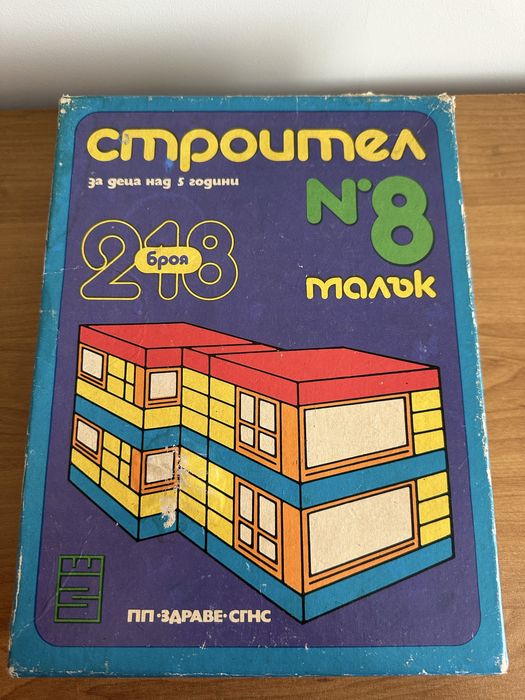 строител
за деца над 5 години
№8
218
броя
малък
ПП·ЗДРАВЕ·СГНС